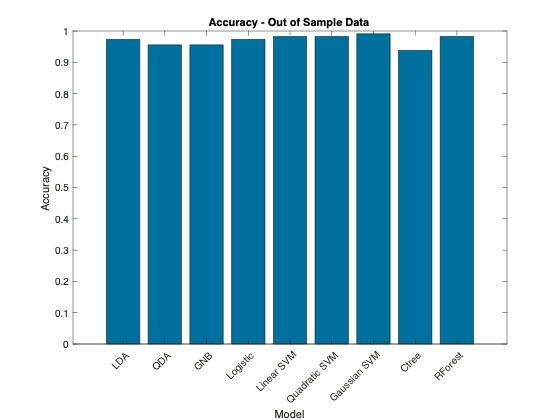 Accuracy - Out of Sample Data
1
0.9
0.8
0.7
0.6
0.5
0.4
0.3
0.2
0.1
0
Accuracy
LDA
QDA
GNB
Logistic
Linear SVM
Quadratic SVM
Gaussian SVM
Ctree
RForest
Model